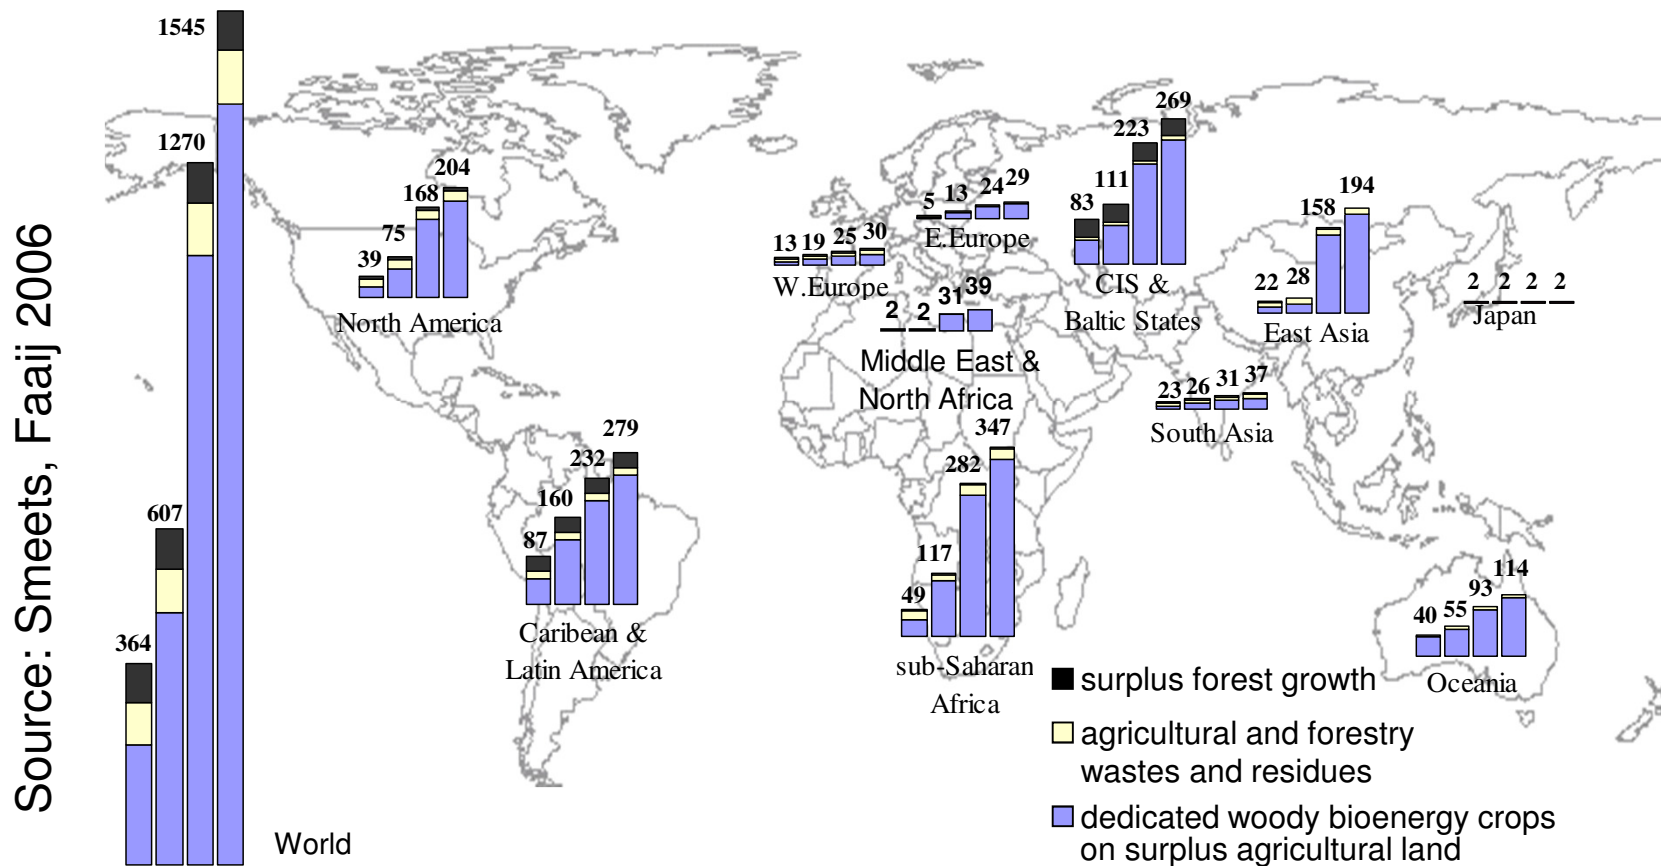 Source: Smeets, Faaij 2006
1545
1270
607
364
World
39
75
168
204
North America
87
160
232
279
Caribean &
Latin America
13 19 25 30
W.Europe
5 13 24 29
E.Europe
2 2 31 39
Middle East &
North Africa
49
117
282
347
sub-Saharan
Africa
83
111
223
269
CIS &
Baltic States
22
28
158
194
East Asia
2 2 2 2
Japan
23 26 31 37
South Asia
40
55
93
114
Oceania
surplus forest growth
agricultural and forestry
wastes and residues
dedicated woody bioenergy crops
on surplus agricultural land